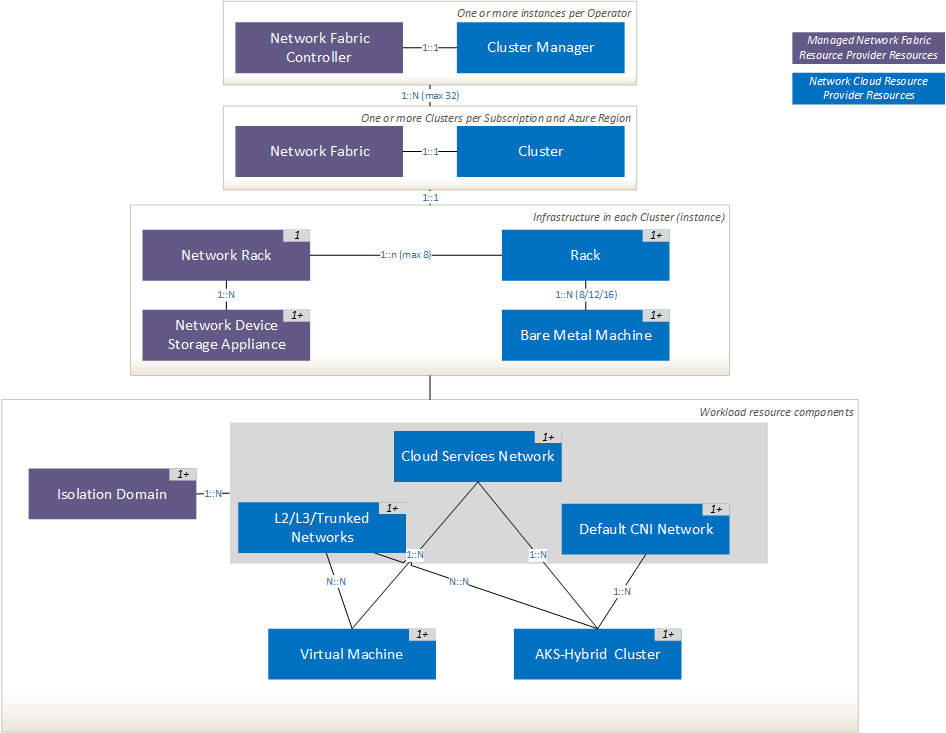 One or more instances per Operator
Network Fabric
Controller
1::1
Cluster Manager
Managed Network Fabric
Resource Provider Resources
Network Cloud Resource
Provider Resources
1::N (max 32)
One or more Clusters per Subscription and Azure Region
Network Fabric
1::1
Cluster
1::1
Infrastructure in each Cluster (instance)
1
Network Rack
1::n (max 8)
1+
Rack
1::N
1::N (8/12/16)
1+
Network Device
Storage Appliance
1+
Bare Metal Machine
Workload resource components
1+
Cloud Services Network
1+
Isolation Domain
1::N
1+
L2/L3/Trunked
Networks
1+
Default CNI Network
1::N
1::N
N::N
N::N
1::N
1+
Virtual Machine
1+
AKS-Hybrid Cluster